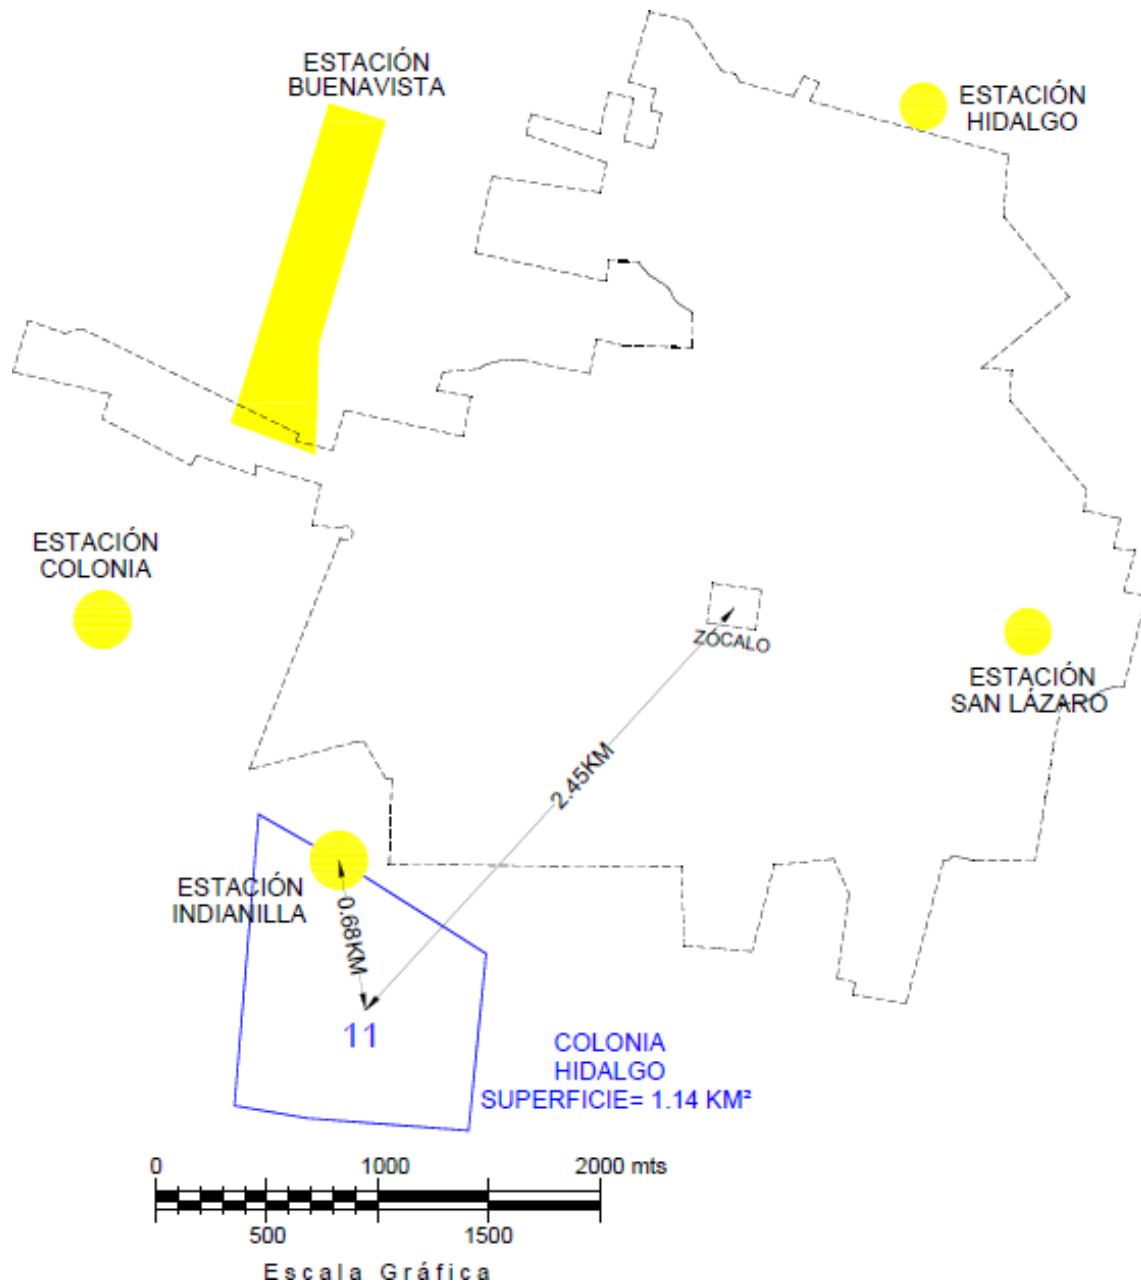 ESTACIÓN
BUENAVISTA
ESTACIÓN
HIDALGO
ESTACIÓN
COLONIA
ZÓCALO
ESTACIÓN
SAN LÁZARO
2.45KM
ESTACIÓN
INDIANILLA
0.68KM
11
COLONIA
HIDALGO
SUPERFICIE= 1.14 KM²
0 1000 2000 mts
500 1500
Escala Gráfica